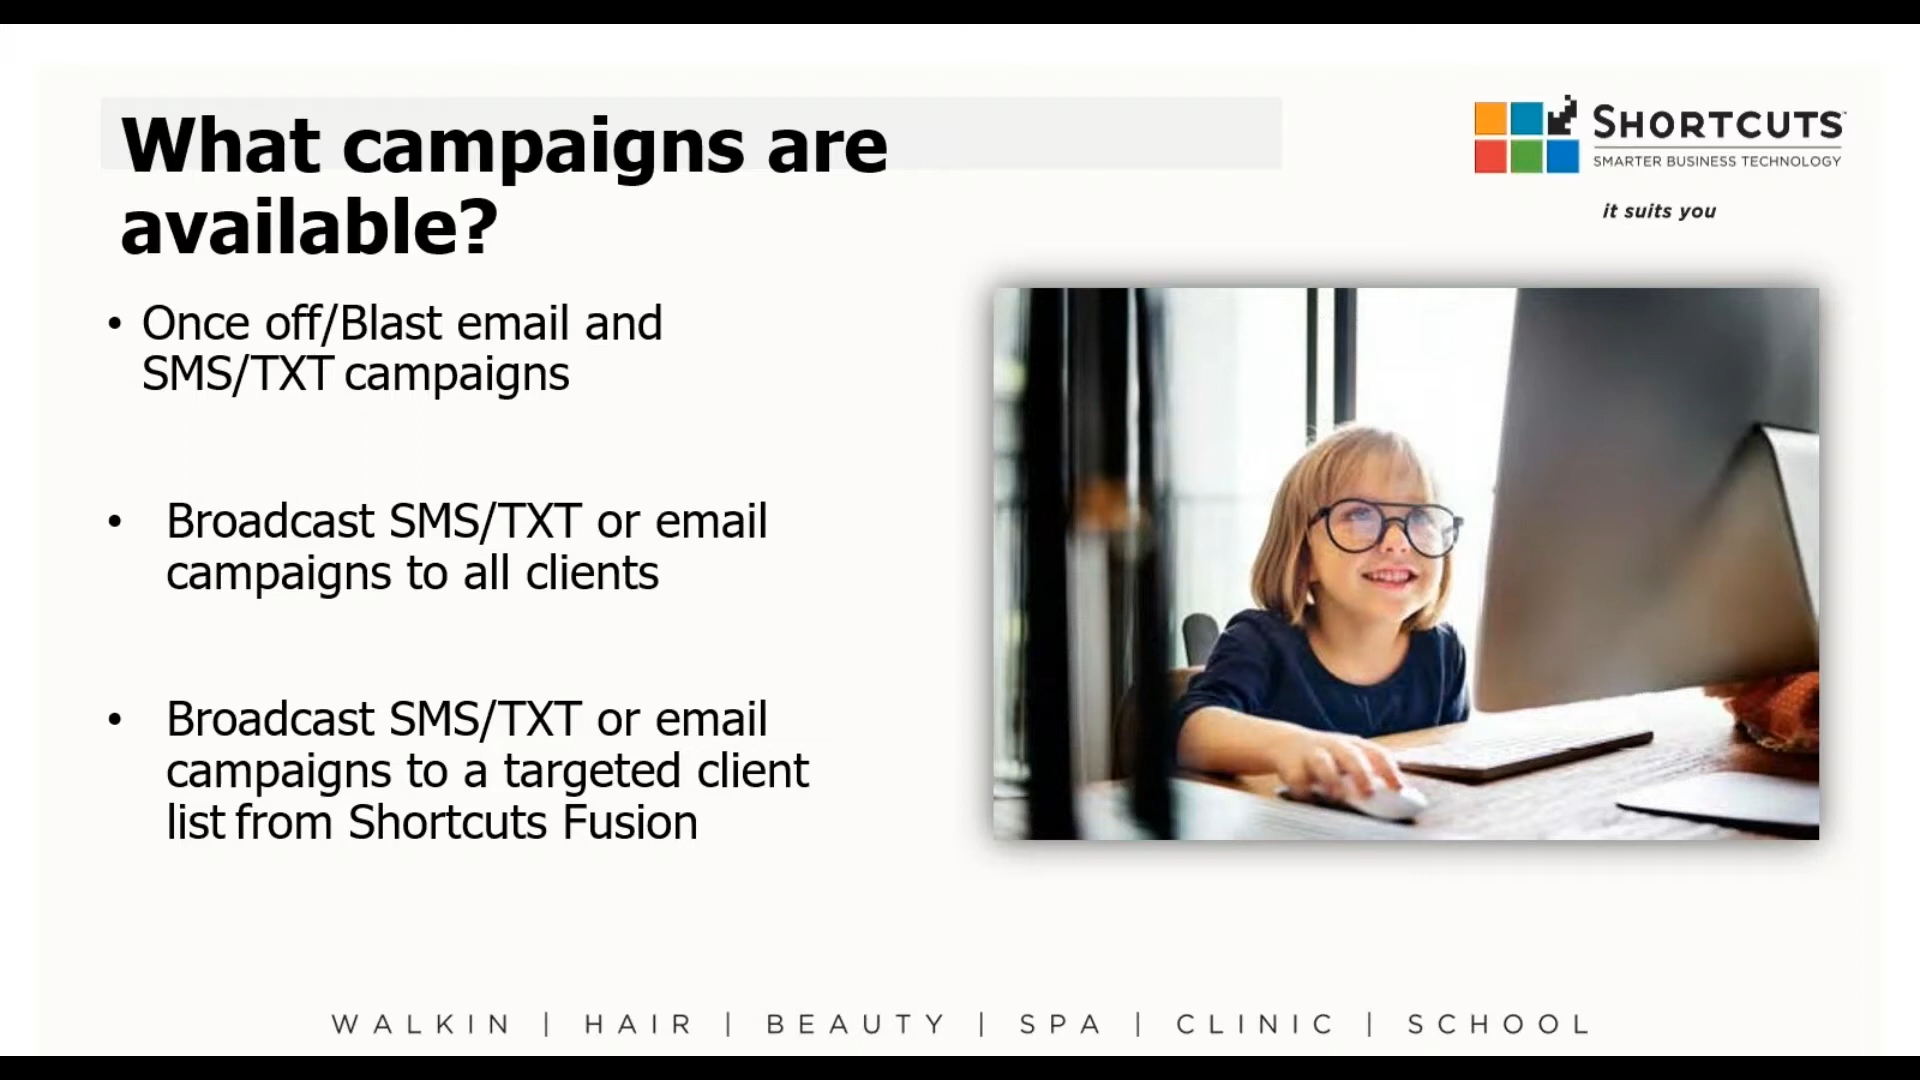 What campaigns are
available?
SHORTCUTS
SMARTER BUSINESS TECHNOLOGY
it suits you
• Once off/Blast email and
SMS/TXT campaigns
• Broadcast SMS/TXT or email
campaigns to all clients
• Broadcast SMS/TXT or email
campaigns to a targeted client
list from Shortcuts Fusion
WALKIN | HAIR | BEAUTY | SPA | CLINIC | SCHOOL